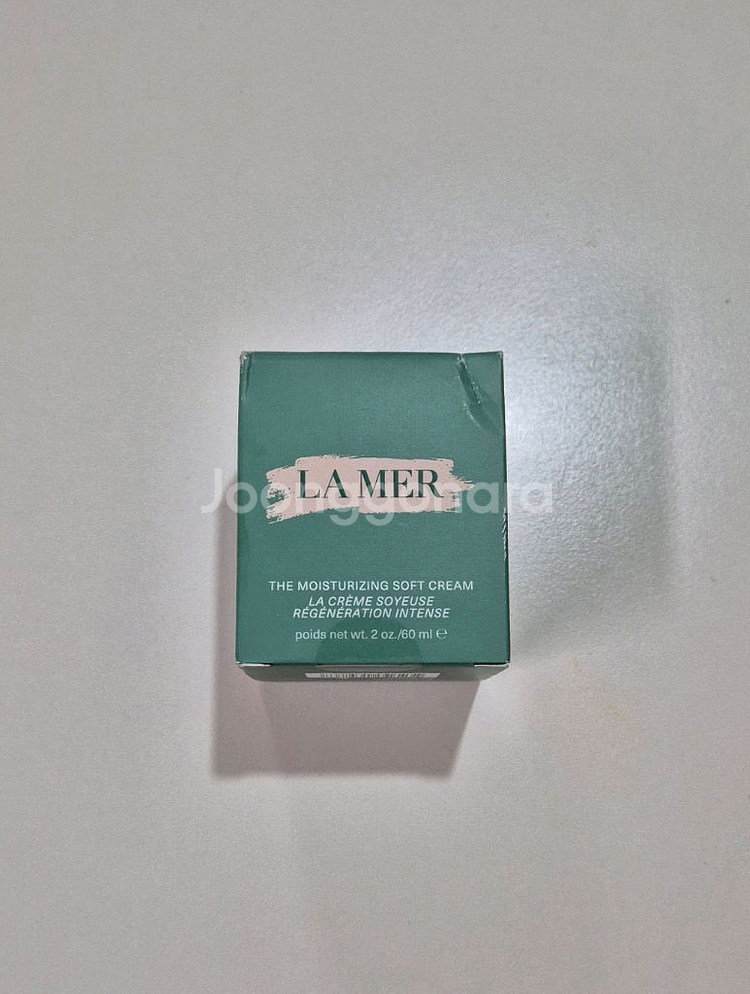 LA MER
Joonggonara
THE MOISTURIZING SOFT CREAM
LA CRÈME SOYEUSE
RÉGÉNÉRATION INTENSE
poids net wt. 2 oz./60 ml ℮